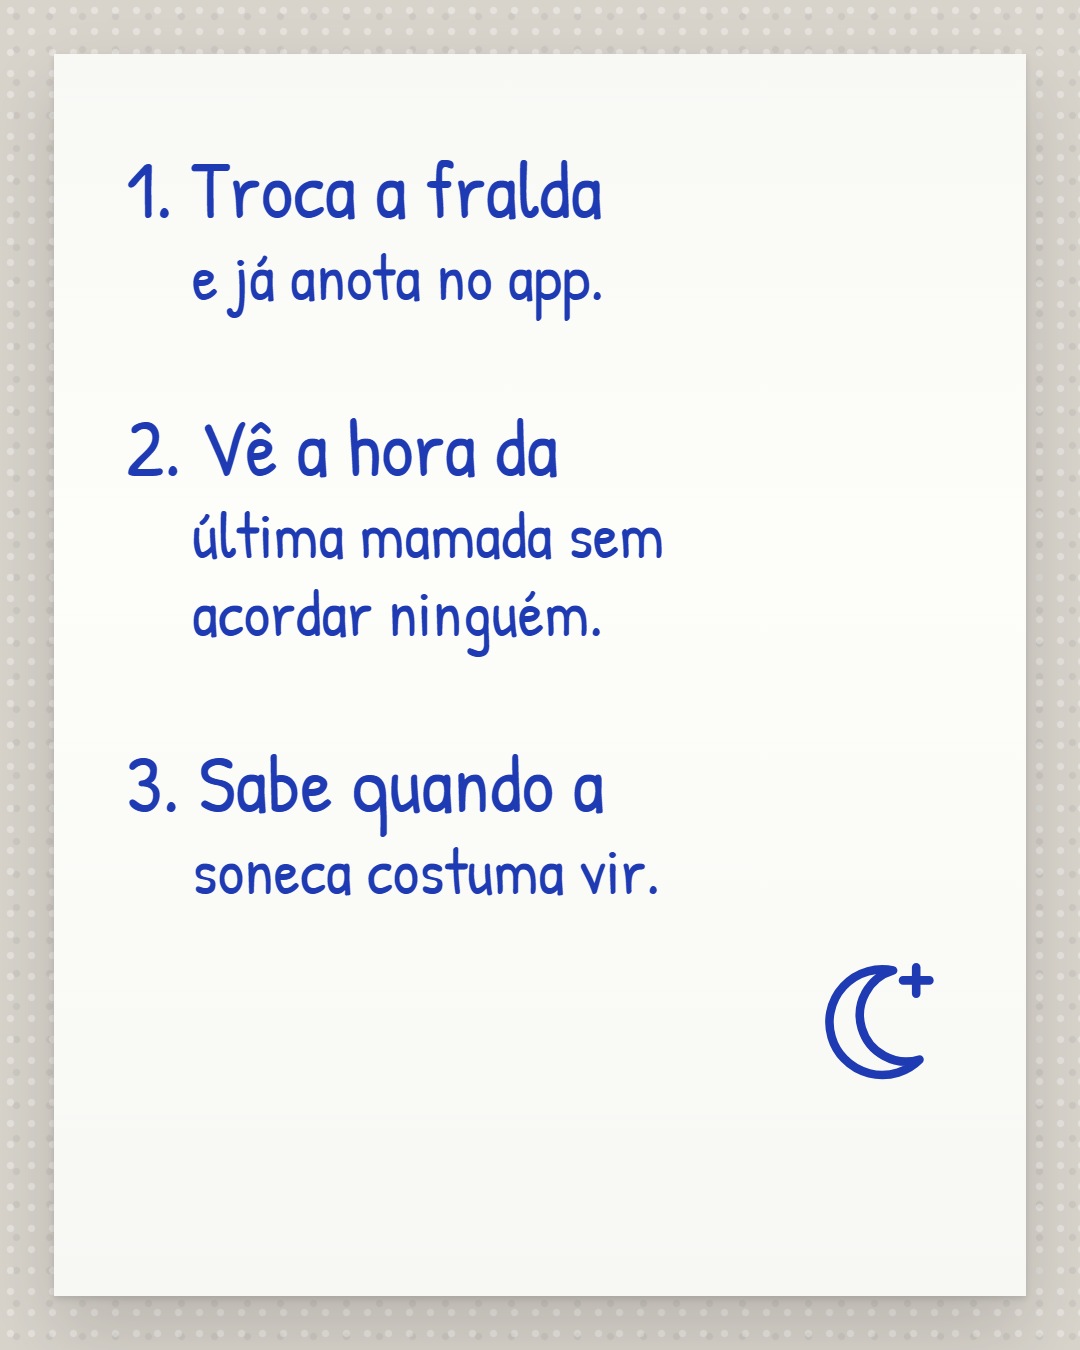 1. Troca a fralda
e já anota no app.
2. Vê a hora da
última mamada sem
acordar ninguém.
3. Sabe quando a
soneca costuma vir.